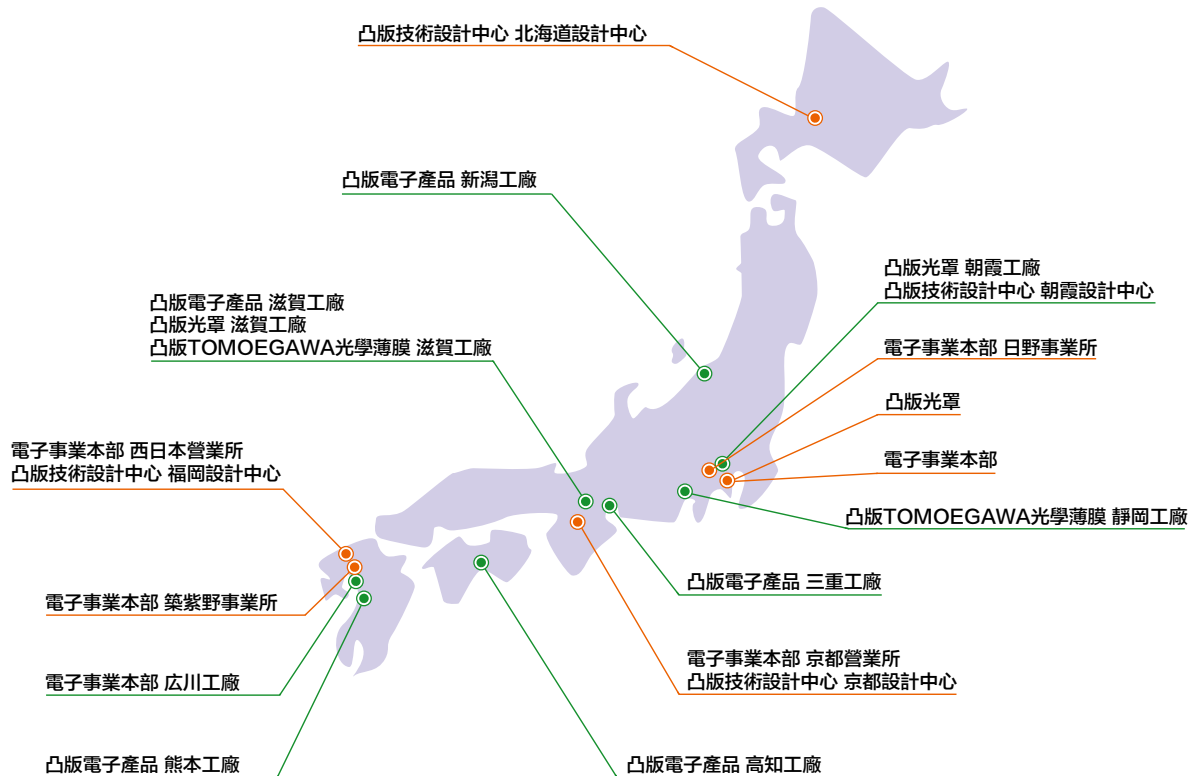 凸版技術設計中心 北海道設計中心
凸版電子產品 新潟工廠
凸版光罩 朝霞工廠
凸版技術設計中心 朝霞設計中心
凸版電子產品 滋賀工廠
凸版光罩 滋賀工廠
凸版TOMOEGAWA光學薄膜 滋賀工廠
電子事業本部 日野事業所
凸版光罩
電子事業本部 西日本營業所
凸版技術設計中心 福岡設計中心
電子事業本部
凸版TOMOEGAWA光學薄膜 靜岡工廠
凸版電子產品 三重工廠
電子事業本部 築紫野事業所
電子事業本部 京都營業所
凸版技術設計中心 京都設計中心
電子事業本部 広川工廠
凸版電子產品 熊本工廠
凸版電子產品 高知工廠